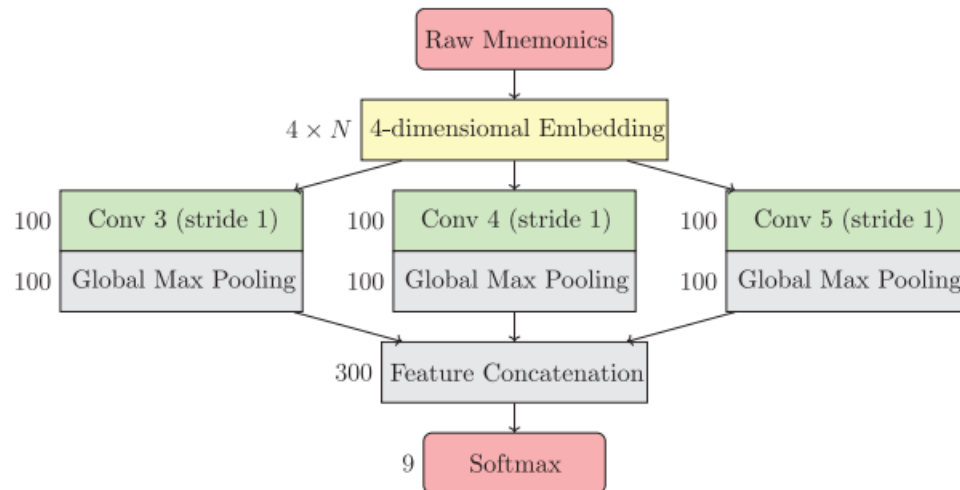 Raw Mnemonics
4 × N 4-dimensiomal Embedding
100 Conv 3 (stride 1) 100 Conv 4 (stride 1) 100 Conv 5 (stride 1)
100 Global Max Pooling 100 Global Max Pooling 100 Global Max Pooling
300 Feature Concatenation
9 Softmax